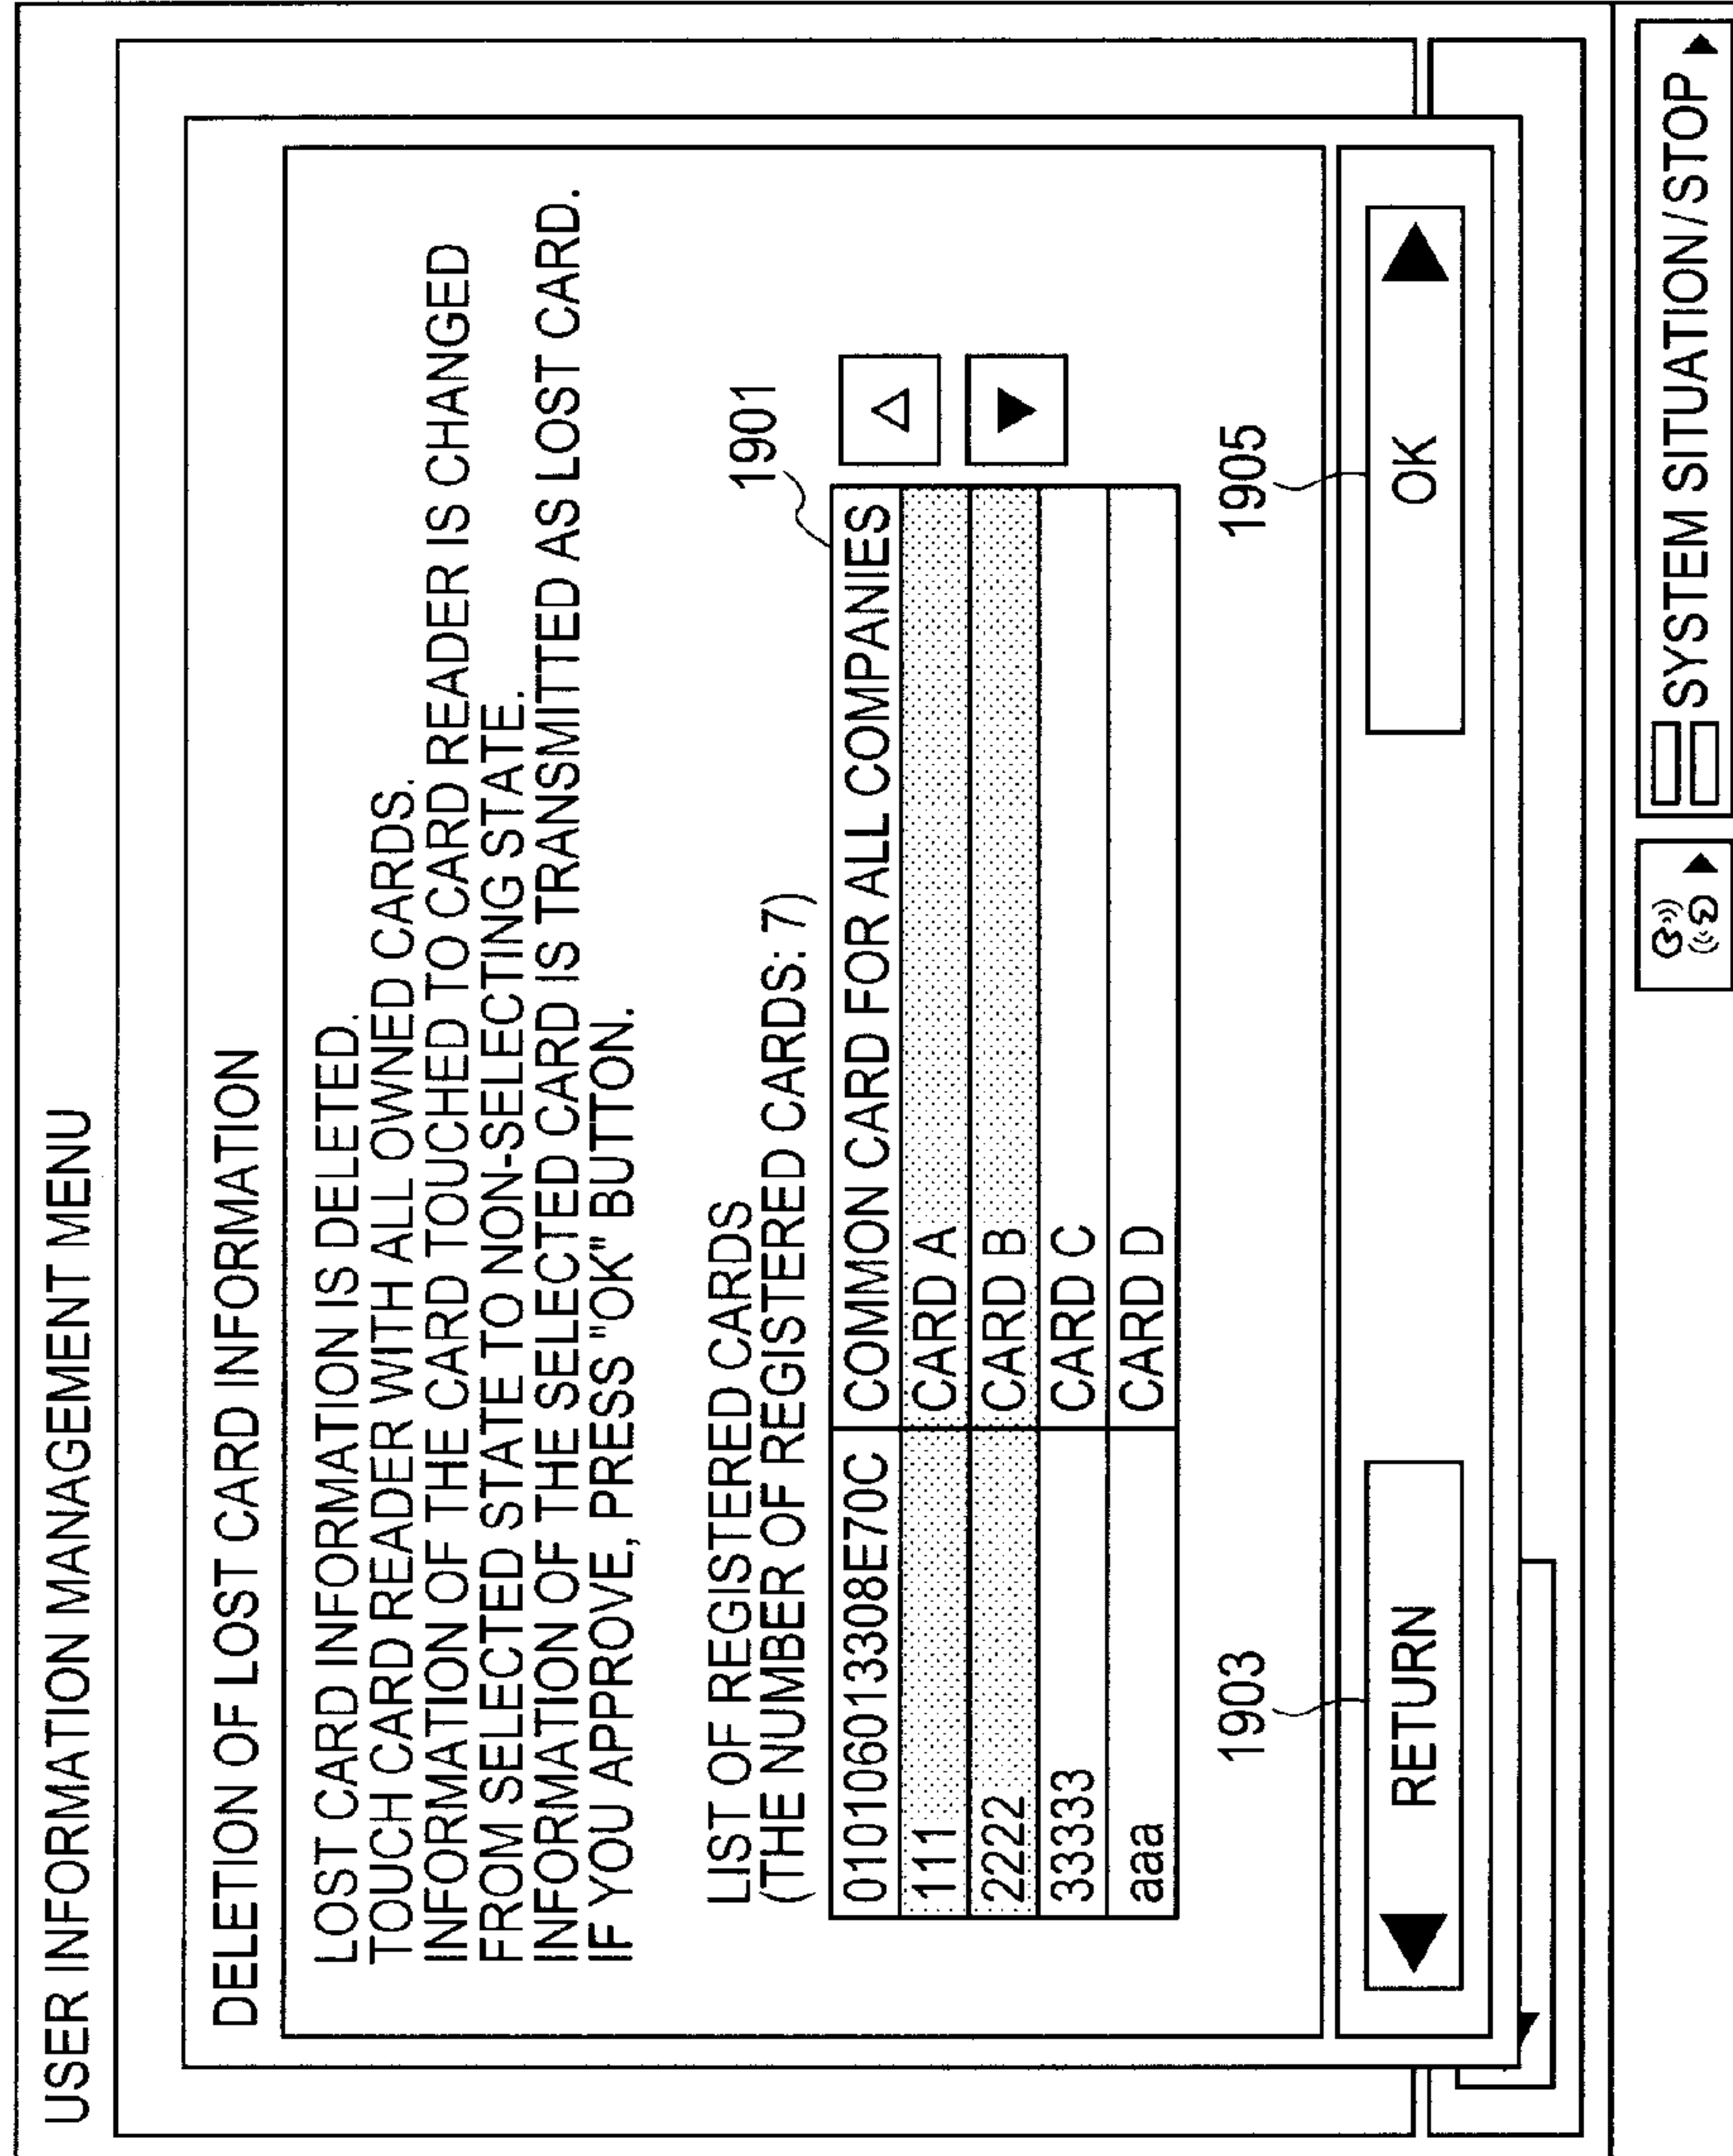 USER INFORMATION MANAGEMENT MENU
DELETION OF LOST CARD INFORMATION
LOST CARD INFORMATION IS DELETED.
TOUCH CARD READER WITH ALL OWNED CARDS.
INFORMATION OF THE CARD TOUCHED TO CARD READER IS CHANGED
FROM SELECTED STATE TO NON-SELECTING STATE.
INFORMATION OF THE SELECTED CARD IS TRANSMITTED AS LOST CARD.
IF YOU APPROVE, PRESS "OK" BUTTON.
LIST OF REGISTERED CARDS
(THE NUMBER OF REGISTERED CARDS: 7)
1901
010106013308E70C COMMON CARD FOR ALL COMPANIES
1111 CARD A
22222 CARD B
333333 CARD C
aaa CARD D
1903 1905
RETURN OK
SYSTEM SITUATION/STOP